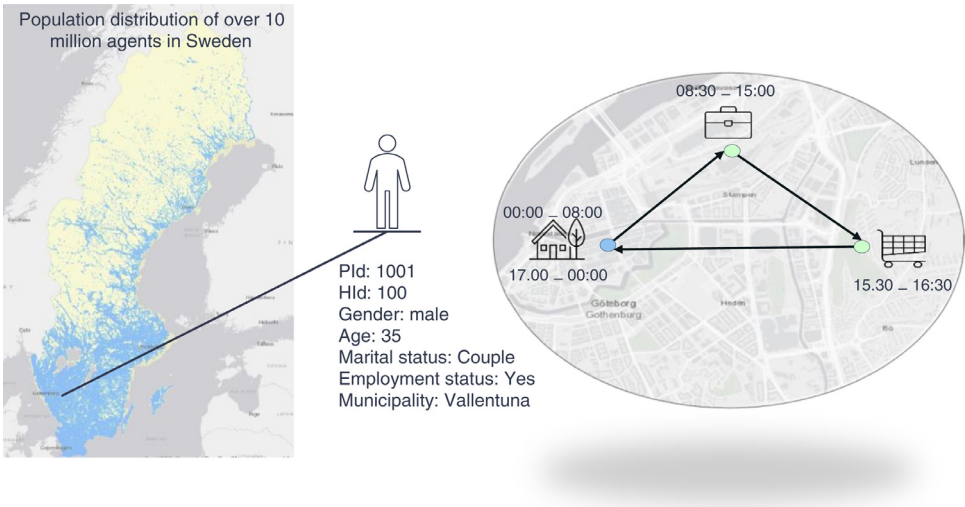 Population distribution of over 10
million agents in Sweden
PId: 1001
HId: 100
Gender: male
Age: 35
Marital status: Couple
Employment status: Yes
Municipality: Vallentuna
08:30 – 15:00
00:00 – 08:00
17.00 – 00:00
15.30 – 16:30
Stampen
Göteborg
Gothenburg
Heden